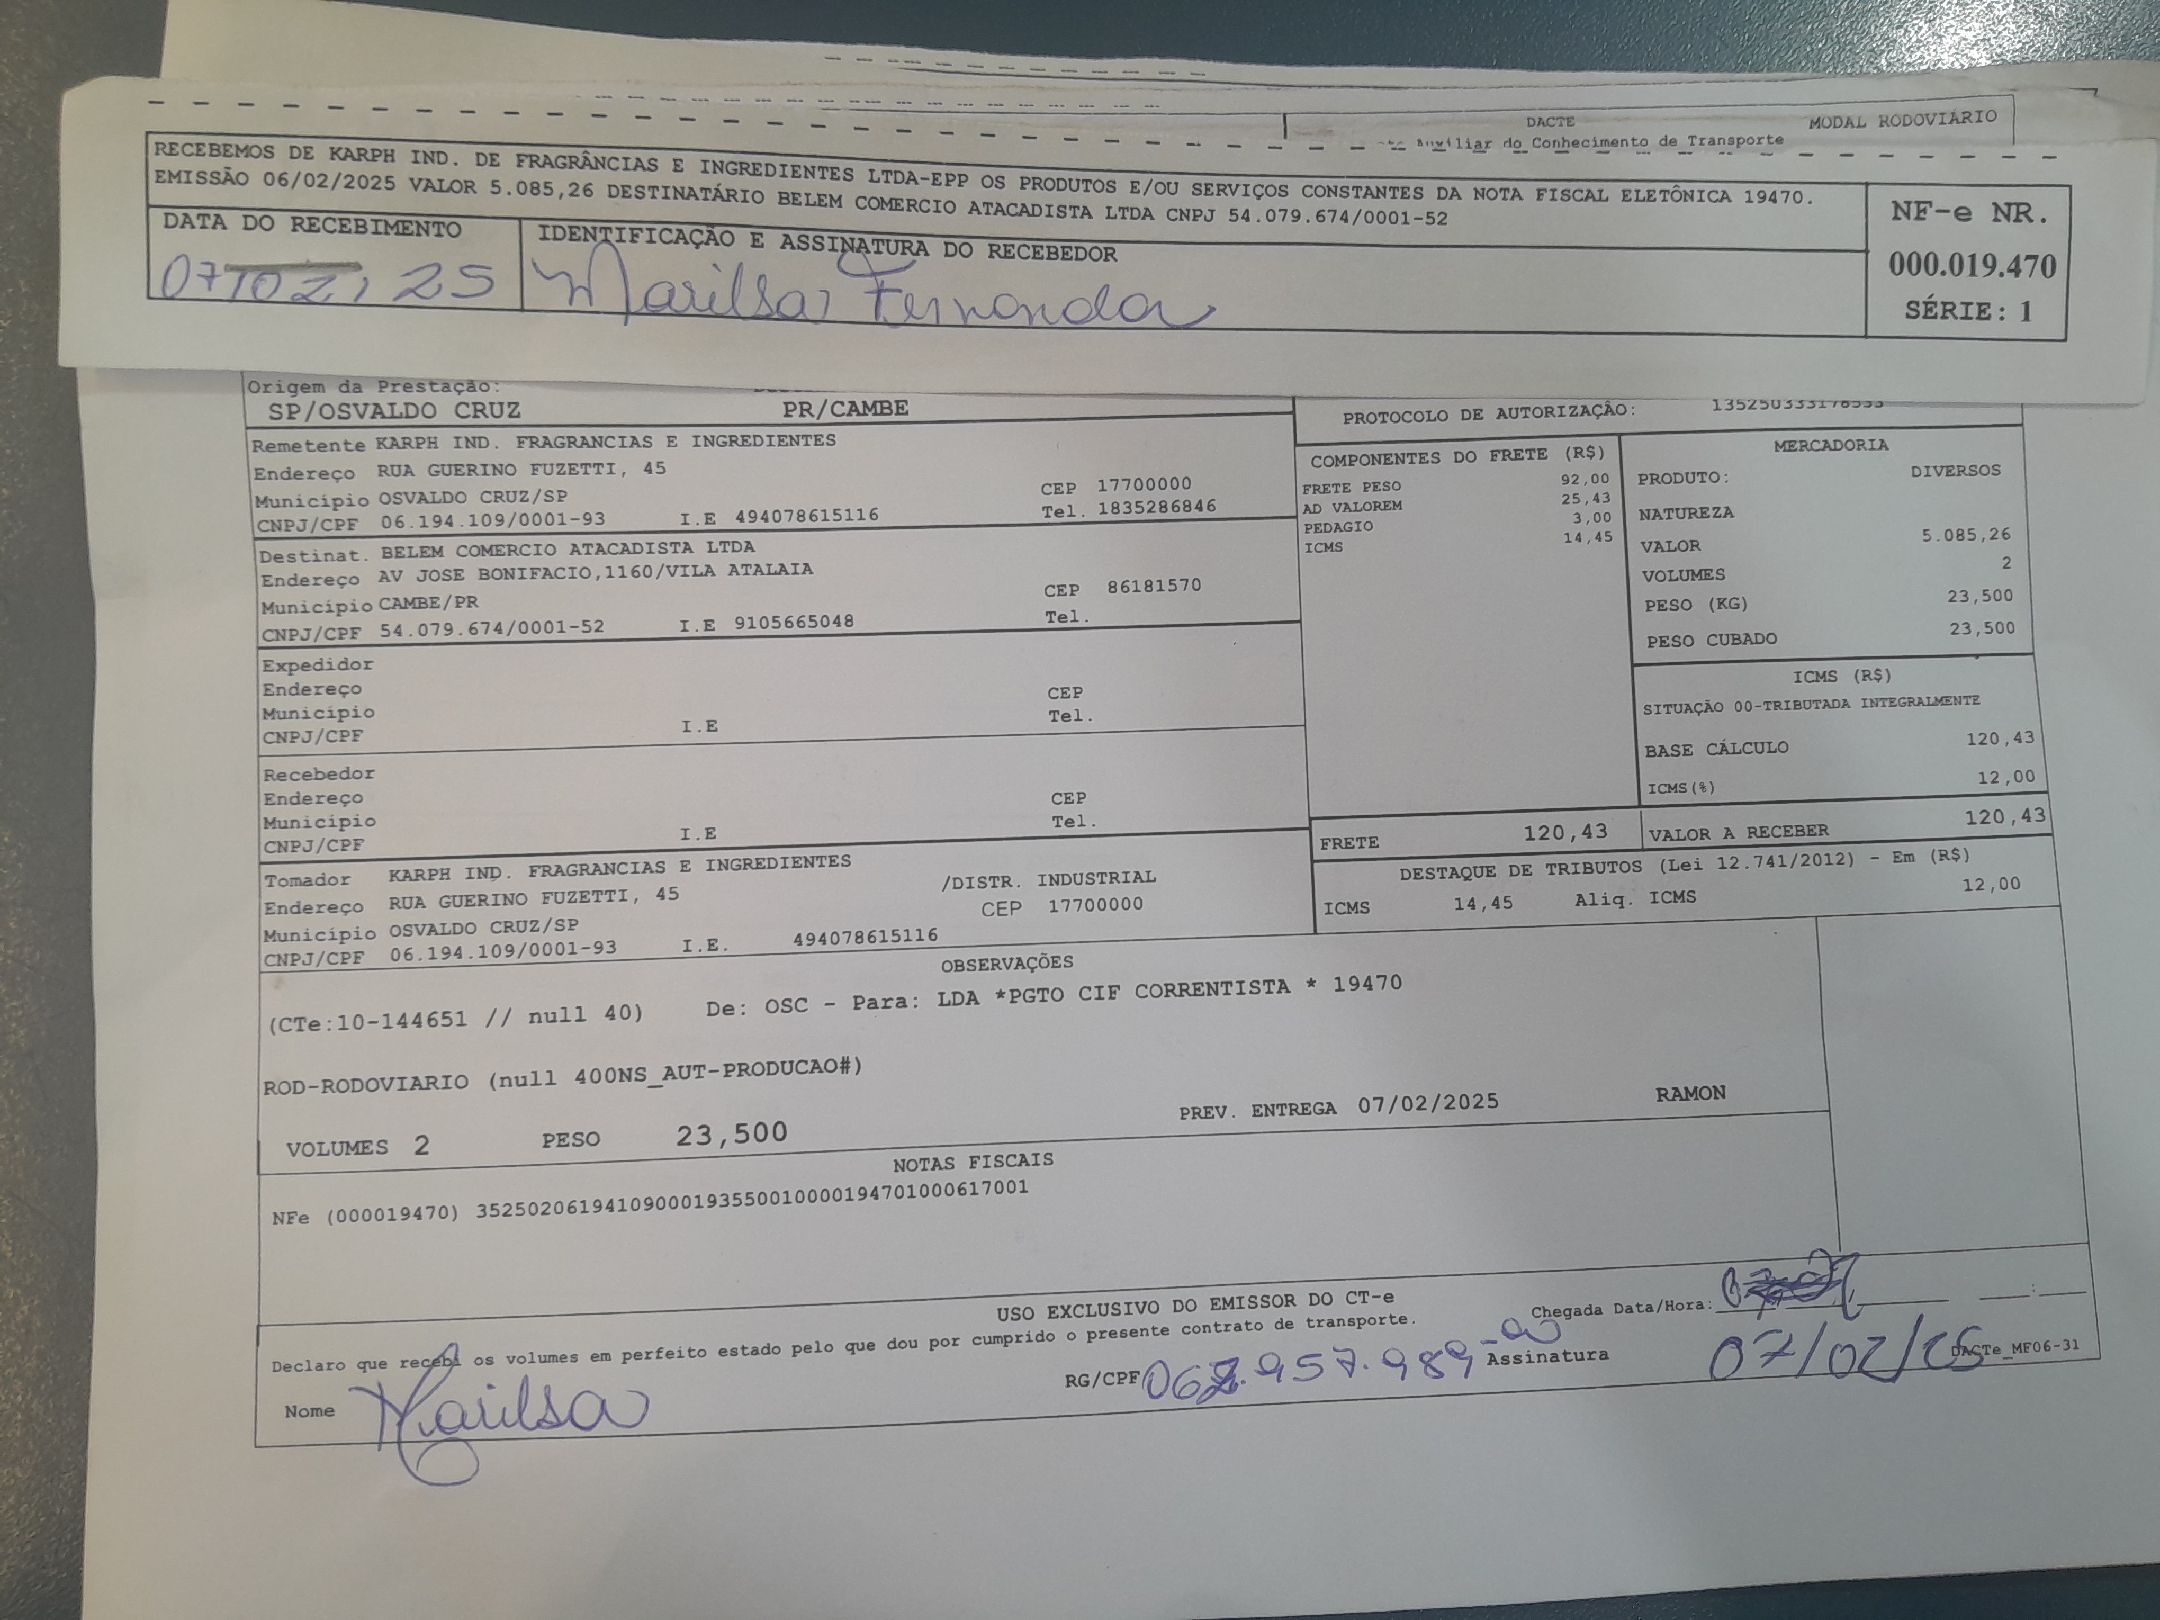 DACTE
MODAL RODOVIÁRIO
Auxiliar do Conhecimento de Transporte
RECEBEMOS DE KARPH IND. DE FRAGRÂNCIAS E INGREDIENTES LTDA-EPP OS PRODUTOS E/OU SERVIÇOS CONSTANTES DA NOTA FISCAL ELETÔNICA 19470.
EMISSÃO 06/02/2025 VALOR 5.085,26 DESTINATÁRIO BELEM COMERCIO ATACADISTA LTDA CNPJ 54.079.674/0001-52
DATA DO RECEBIMENTO
07 02 25
IDENTIFICAÇÃO E ASSINATURA DO RECEBEDOR
Marilsa Fernanda
NF-e NR.
000.019.470
SÉRIE: 1
Origem da Prestação:
SP/OSVALDO CRUZ PR/CAMBE
PROTOCOLO DE AUTORIZAÇÃO:
Remetente KARPH IND. FRAGRANCIAS E INGREDIENTES
Endereço RUA GUERINO FUZETTI, 45
Município OSVALDO CRUZ/SP CEP 17700000
CNPJ/CPF 06.194.109/0001-93 I.E 494078615116 Tel. 1835286846
Destinat. BELEM COMERCIO ATACADISTA LTDA
Endereço AV JOSE BONIFACIO,1160/VILA ATALAIA
Município CAMBE/PR CEP 86181570
CNPJ/CPF 54.079.674/0001-52 I.E 9105665048 Tel.
Expedidor
Endereço
Município CEP
CNPJ/CPF I.E Tel.
Recebedor
Endereço
Município CEP
CNPJ/CPF I.E Tel.
Tomador KARPH IND. FRAGRANCIAS E INGREDIENTES
Endereço RUA GUERINO FUZETTI, 45 /DISTR. INDUSTRIAL
Município OSVALDO CRUZ/SP CEP 17700000
CNPJ/CPF 06.194.109/0001-93 I.E. 494078615116
COMPONENTES DO FRETE (R$)
FRETE PESO 92,00
AD VALOREM 25,43
PEDAGIO 3,00
ICMS 14,45
MERCADORIA
PRODUTO: DIVERSOS
NATUREZA
VALOR 5.085,26
VOLUMES 2
PESO (KG) 23,500
PESO CUBADO 23,500
ICMS (R$)
SITUAÇÃO 00-TRIBUTADA INTEGRALMENTE
BASE CÁLCULO 120,43
ICMS(%) 12,00
FRETE 120,43 VALOR A RECEBER 120,43
DESTAQUE DE TRIBUTOS (Lei 12.741/2012) - Em (R$)
ICMS 14,45 Aliq. ICMS 12,00
OBSERVAÇÕES
(CTe:10-144651 // null 40) De: OSC - Para: LDA *PGTO CIF CORRENTISTA * 19470
ROD-RODOVIARIO (null 400NS_AUT-PRODUCAO#)
VOLUMES 2 PESO 23,500 PREV. ENTREGA 07/02/2025 RAMON
NOTAS FISCAIS
NFe (000019470) 35250206194109000193550010000194701000617001
USO EXCLUSIVO DO EMISSOR DO CT-e
Chegada Data/Hora:
Declaro que recebi os volumes em perfeito estado pelo que dou por cumprido o presente contrato de transporte.
Nome Marilsa
RG/CPF
Assinatura 07/02/25
DACTe_MF06-31